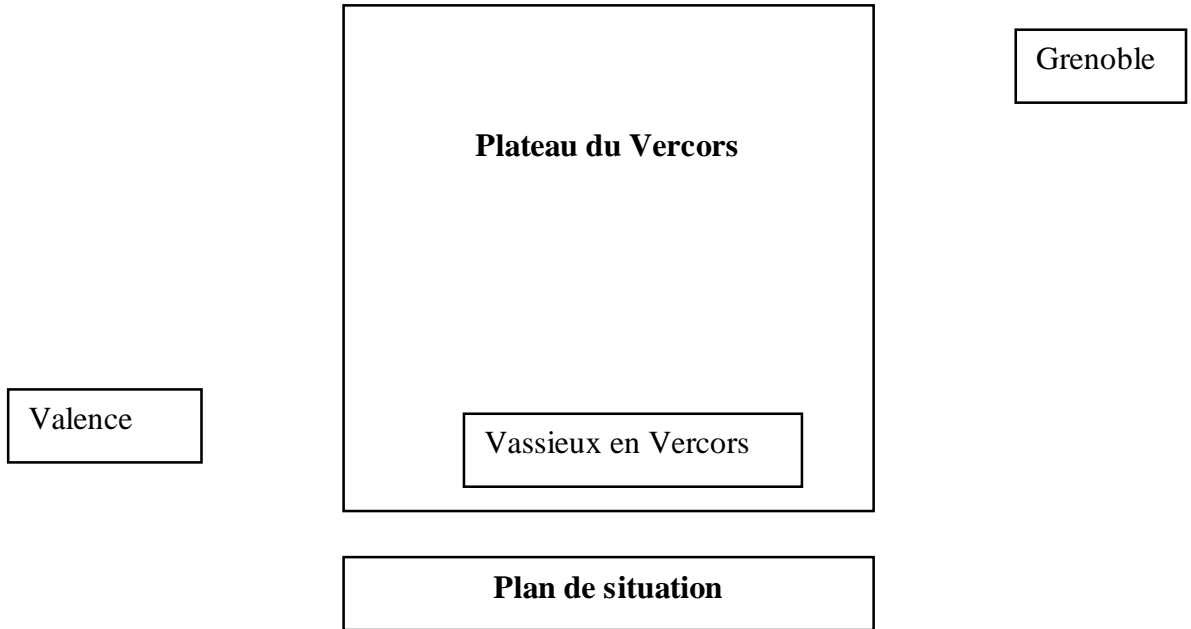 Grenoble
Plateau du Vercors
Valence
Vassieux en Vercors
Plan de situation